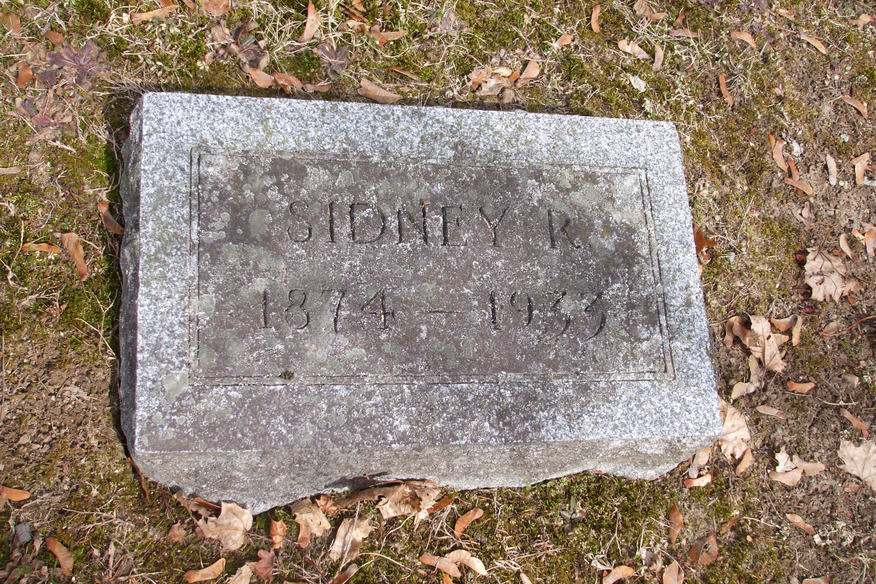 SIDNEY R.
1874 — 1933